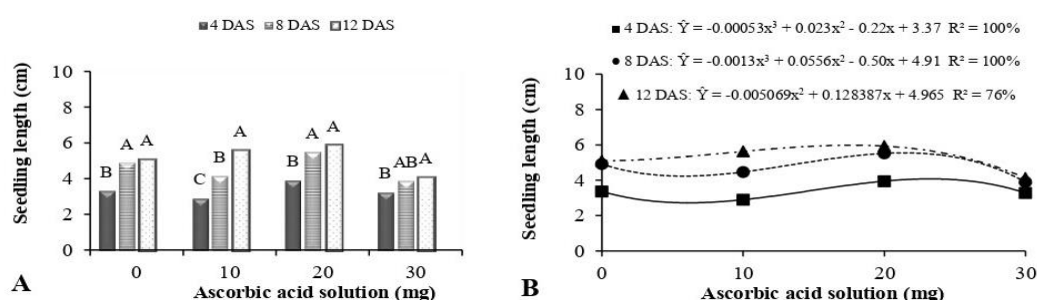 4 DAS 8 DAS 12 DAS
Seedling length (cm)
10
8
6
4
2
0
B A A
C B A
B A A
B AB A
0 10 20 30
Ascorbic acid solution (mg)
A
4 DAS: Ŷ = -0.00053x³ + 0.023x² - 0.22x + 3.37 R² = 100%
8 DAS: Ŷ = -0.0013x³ + 0.0556x² - 0.50x + 4.91 R² = 100%
12 DAS: Ŷ = -0.005069x² + 0.128387x + 4.965 R² = 76%
Seedling length (cm)
10
8
6
4
2
0
0 10 20 30
Ascorbic acid solution (mg)
B